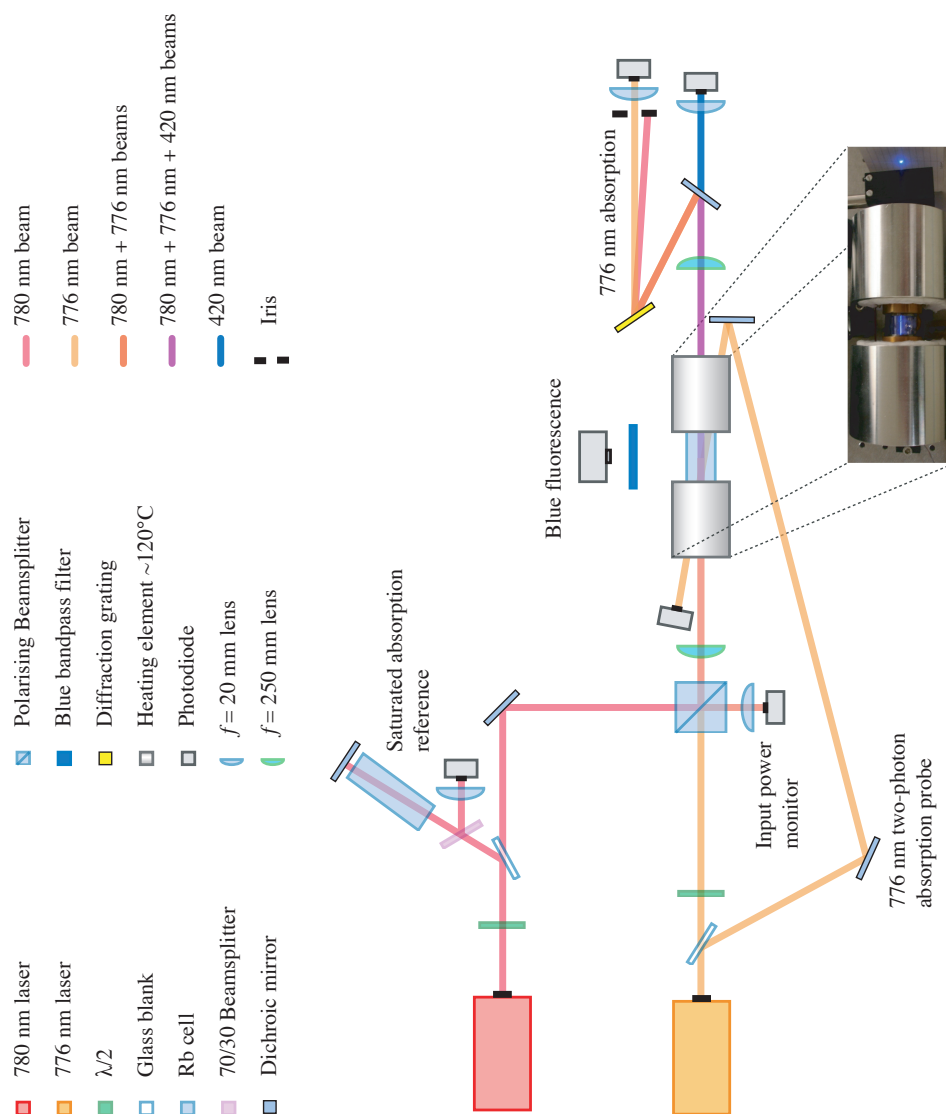 780 nm laser
776 nm laser
λ/2
Glass blank
Rb cell
70/30 Beamsplitter
Dichroic mirror
Polarising Beamsplitter
Blue bandpass filter
Diffraction grating
Heating element ~120°C
Photodiode
f = 20 mm lens
f = 250 mm lens
780 nm beam
776 nm beam
780 nm + 776 nm beams
780 nm + 776 nm + 420 nm beams
420 nm beam
Iris
Saturated absorption
reference
Blue fluorescence
776 nm absorption
Input power
monitor
776 nm two-photon
absorption probe